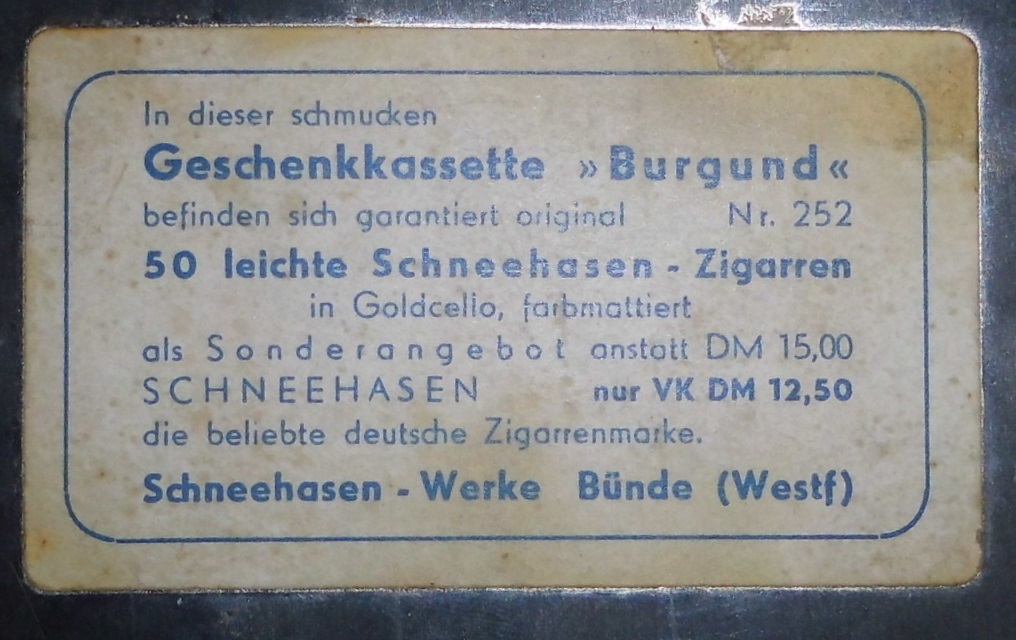 In dieser schmucken
Geschenkkassette »Burgund«
befinden sich garantiert original Nr. 252
50 leichte Schneehasen - Zigarren
in Goldcello, farbmattiert
als Sonderangebot anstatt DM 15,00
SCHNEEHASEN nur VK DM 12,50
die beliebte deutsche Zigarrenmarke.
Schneehasen - Werke Bünde (Westf)